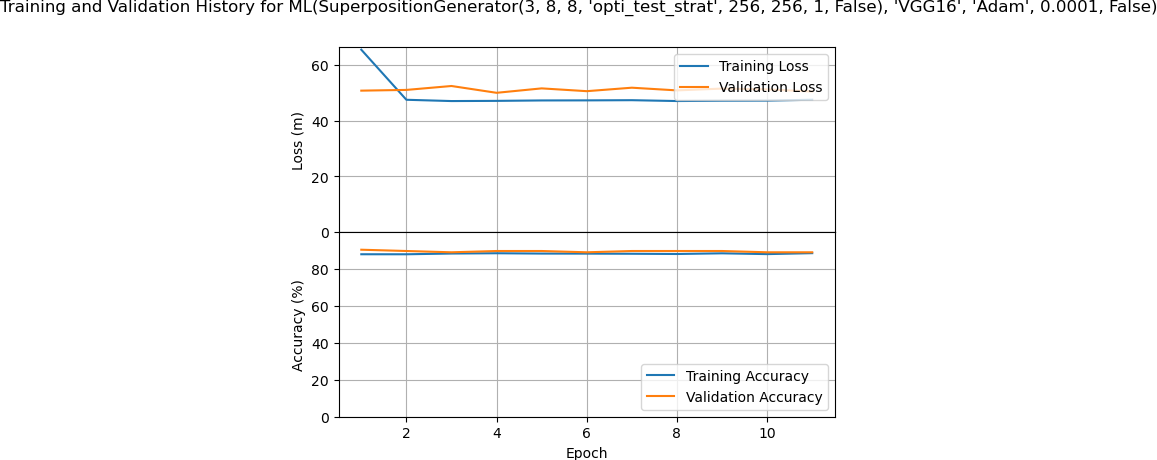 Training and Validation History for ML(SuperpositionGenerator(3, 8, 8, 'opti_test_strat', 256, 256, 1, False), 'VGG16', 'Adam', 0.0001, False)
60
40
20
0
Loss (m)
Training Loss
Validation Loss
80
60
40
20
0
Accuracy (%)
Training Accuracy
Validation Accuracy
2 4 6 8 10
Epoch